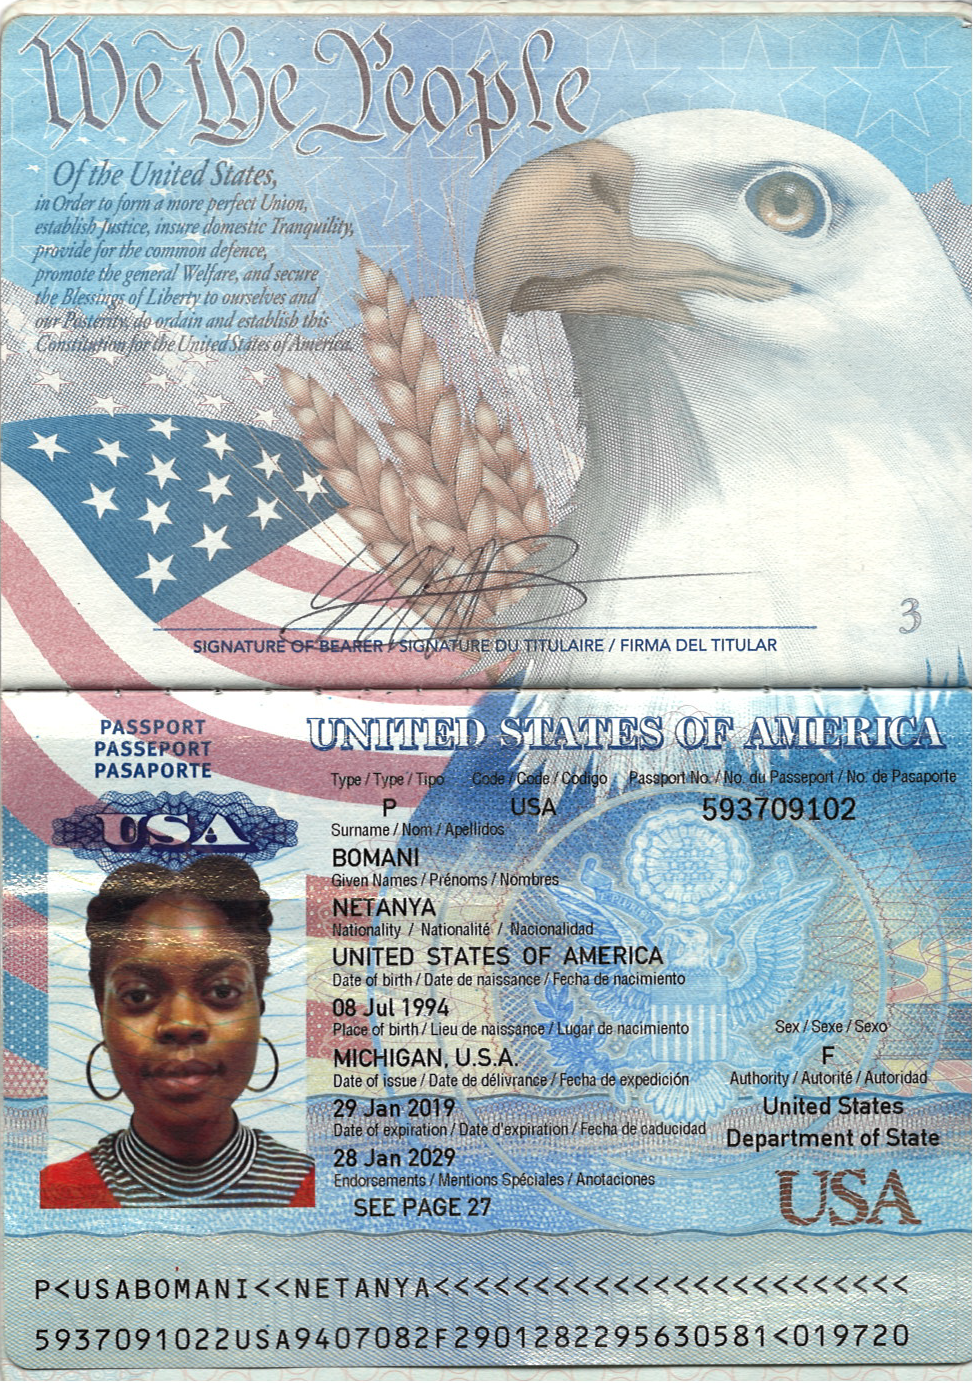 We the People
Of the United States,
in Order to form a more perfect Union,
establish Justice, insure domestic Tranquility,
provide for the common defence,
promote the general Welfare, and secure
the Blessings of Liberty to ourselves and
our Posterity, do ordain and establish this
Constitution for the United States of America.
3
SIGNATURE OF BEARER / SIGNATURE DU TITULAIRE / FIRMA DEL TITULAR
PASSPORT
PASSEPORT
PASAPORTE
USA
UNITED STATES OF AMERICA
Type / Type / Tipo Code / Code / Código Passport No. / No. du Passeport / No. de Pasaporte
P USA 593709102
Surname / Nom / Apellidos
BOMANI
Given Names / Prénoms / Nombres
NETANYA
Nationality / Nationalité / Nacionalidad
UNITED STATES OF AMERICA
Date of birth / Date de naissance / Fecha de nacimiento
08 Jul 1994
Place of birth / Lieu de naissance / Lugar de nacimiento Sex / Sexe / Sexo
MICHIGAN, U.S.A. F
Date of issue / Date de délivrance / Fecha de expedición Authority / Autorité / Autoridad
29 Jan 2019 United States
Date of expiration / Date d'expiration / Fecha de caducidad Department of State
28 Jan 2029
Endorsements / Mentions Spéciales / Anotaciones
SEE PAGE 27
USA
P<USABOMANI<<NETANYA<<<<<<<<<<<<<<<<<<<<<<<<
5937091022USA9407082F2901282295630581<019720